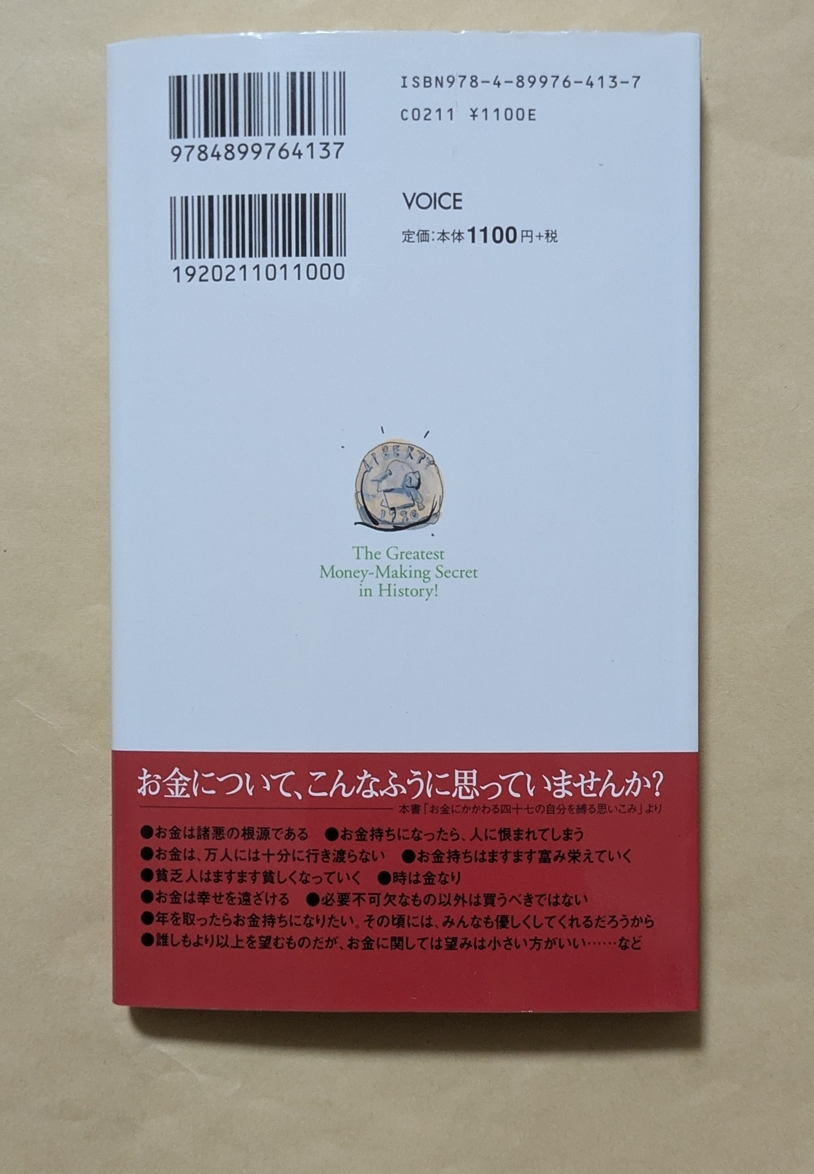 ISBN978-4-89976-413-7
C0211 ¥1100E
9784899764137
VOICE
定価：本体1100円＋税
1920211011000
LIBERTY
The Greatest
Money-Making Secret
in History!
お金について、こんなふうに思っていませんか？
本書「お金にかかわる四十七の自分を縛る思いこみ」より
●お金は諸悪の根源である ●お金持ちになったら、人に恨まれてしまう
●お金は、万人には十分に行き渡らない ●お金持ちはますます富み栄えていく
●貧乏人はますます貧しくなっていく ●時は金なり
●お金は幸せを遠ざける ●必要不可欠なもの以外は買うべきではない
●年を取ったらお金持ちになりたい。その頃には、みんなも優しくしてくれるだろうから
●誰しもより以上を望むものだが、お金に関しては望みは小さい方がいい……など